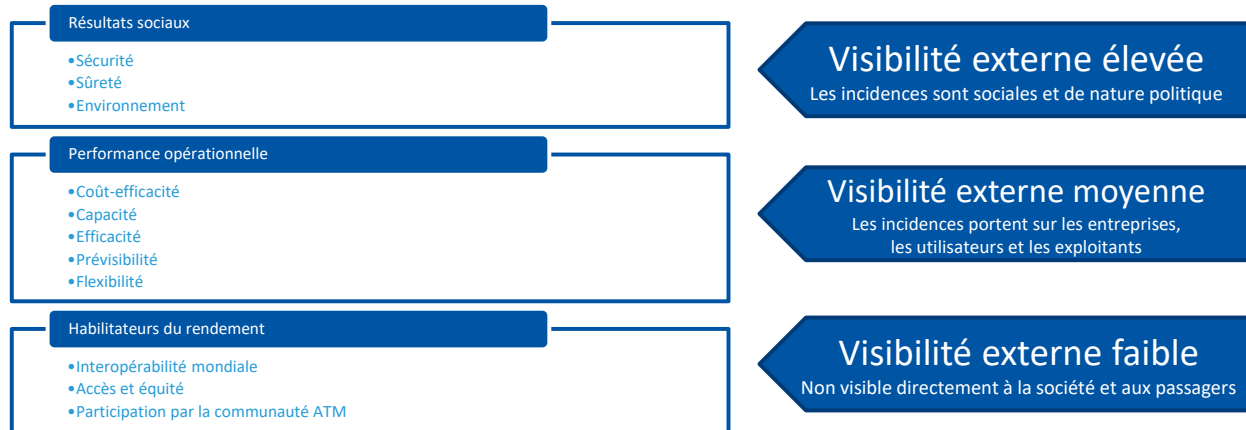 Résultats sociaux
•Sécurité
•Sûreté
•Environnement
Visibilité externe élevée
Les incidences sont sociales et de nature politique
Performance opérationnelle
•Coût-efficacité
•Capacité
•Efficacité
•Prévisibilité
•Flexibilité
Visibilité externe moyenne
Les incidences portent sur les entreprises,
les utilisateurs et les exploitants
Habilitateurs du rendement
•Interopérabilité mondiale
•Accès et équité
•Participation par la communauté ATM
Visibilité externe faible
Non visible directement à la société et aux passagers